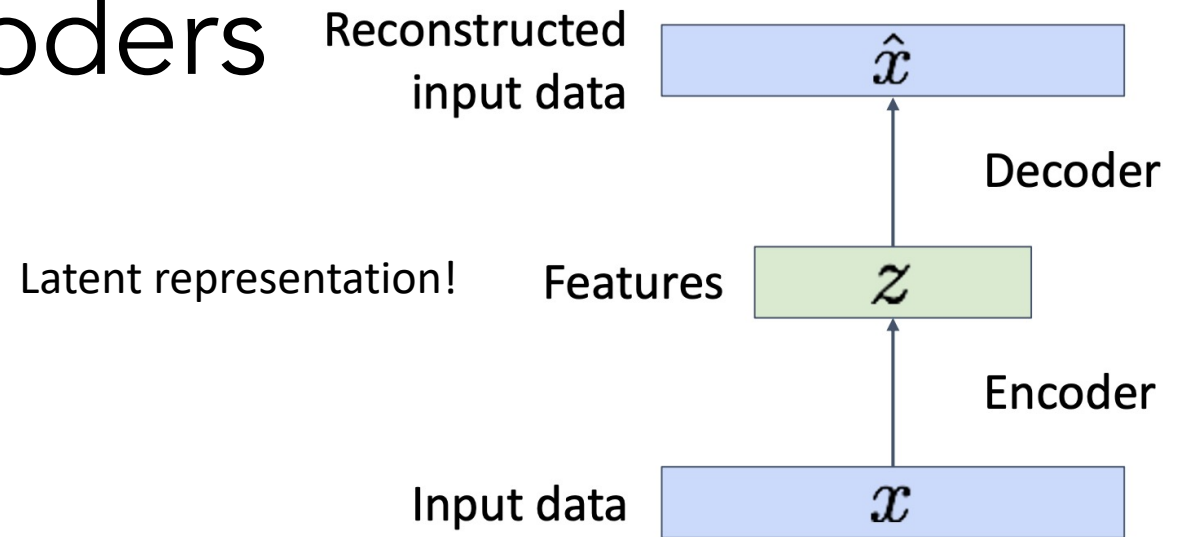 oders
Reconstructed
input data
x̂
Decoder
Latent representation!
Features
z
Encoder
Input data
x